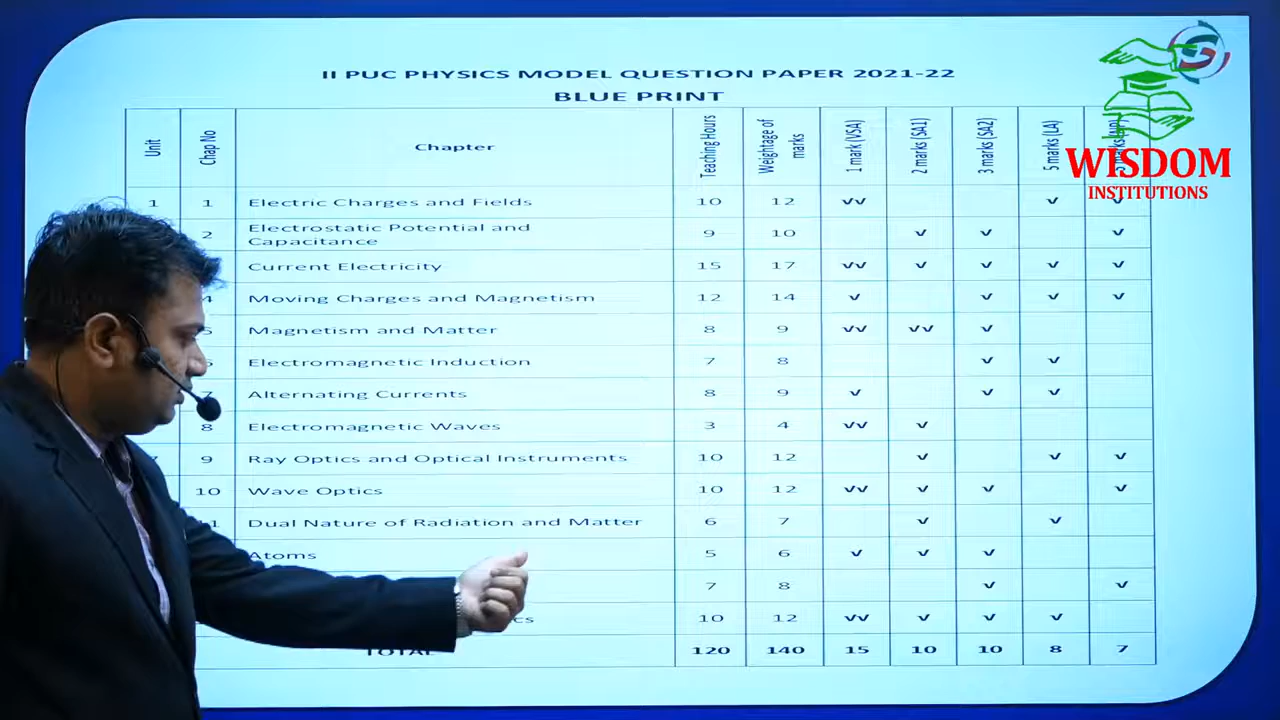 II PUC PHYSICS MODEL QUESTION PAPER 2021-22
BLUE PRINT
WISDOM
INSTITUTIONS
Unit Chap No Chapter Teaching Hours Weightage of marks 1 mark (VSA) 2 marks (SA1) 3 marks (SA2) 5 marks (LA)
1 1 Electric Charges and Fields 10 12 vv v
2 Electrostatic Potential and Capacitance 9 10 v v v
Current Electricity 15 17 vv v v v v
4 Moving Charges and Magnetism 12 14 v v v v
5 Magnetism and Matter 8 9 vv vv v
Electromagnetic Induction 7 8 v v
7 Alternating Currents 8 9 v v v
8 Electromagnetic Waves 3 4 vv v
9 Ray Optics and Optical Instruments 10 12 v v v
10 Wave Optics 10 12 vv v v v
Dual Nature of Radiation and Matter 6 7 v v
Atoms 5 6 v v v
7 8 v v
10 12 vv v v v
TOTAL 120 140 15 10 10 8 7